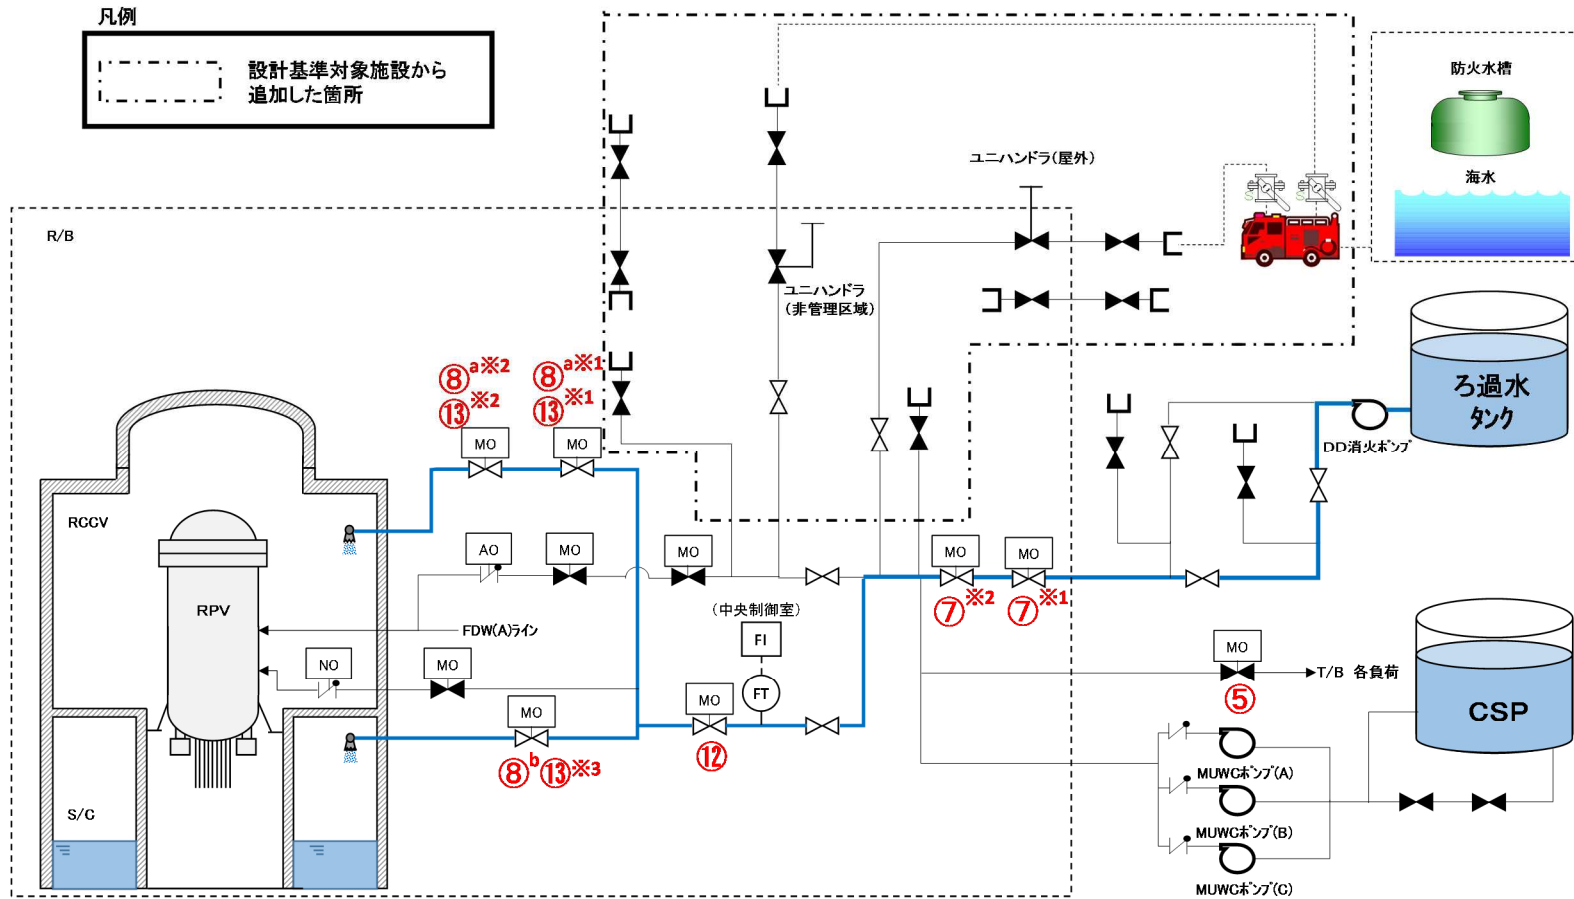 凡例
設計基準対象施設から
追加した箇所
防火水槽
海水
ユニハンドラ(屋外)
R/B
ユニハンドラ
(非管理区域)
ろ過水
タンク
DD消火ポンプ
⑧a※2
⑬※2
⑧a※1
⑬※1
MO
MO
RCCV
AO
MO
MO
MO
MO
⑦※2
⑦※1
RPV
(中央制御室)
FI
FDW(A)ライン
NO
MO
FT
MO
MO
⑧b⑬※3
⑫
MO
T/B 各負荷
⑤
CSP
MUWCポンプ(A)
MUWCポンプ(B)
MUWCポンプ(C)
S/C